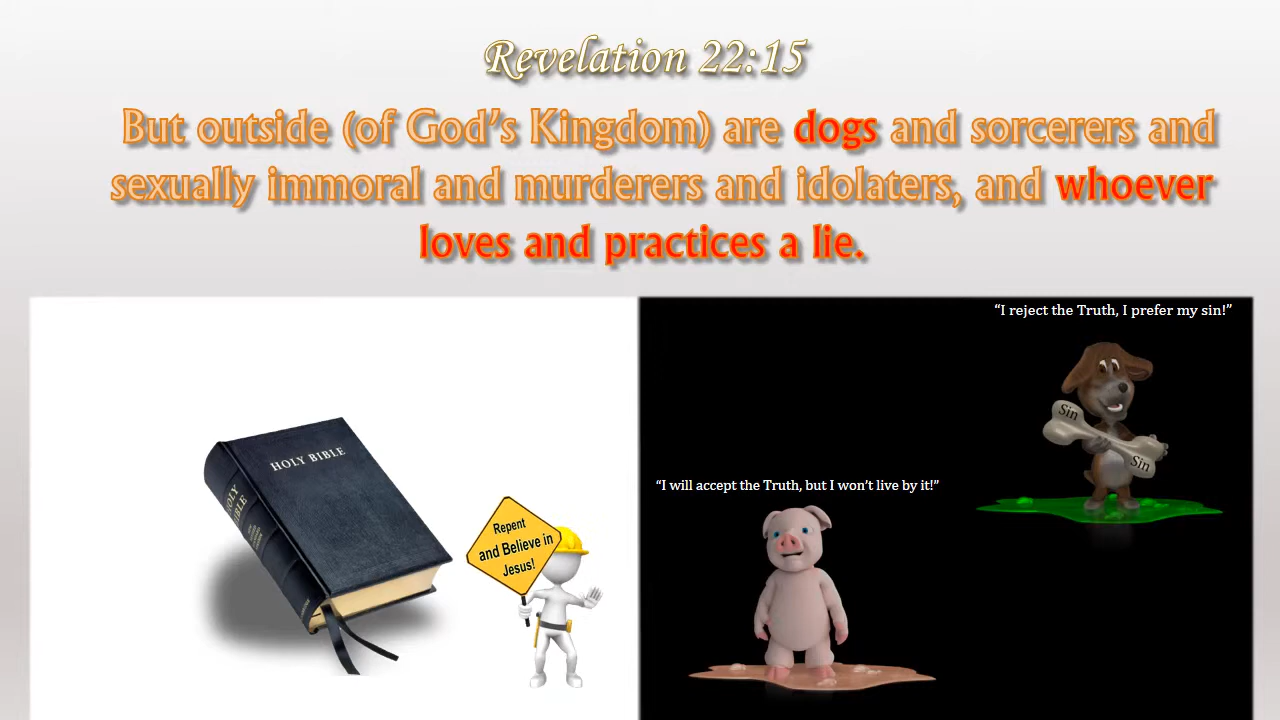 Revelation 22:15
But outside (of God's Kingdom) are dogs and sorcerers and
sexually immoral and murderers and idolaters, and whoever
loves and practices a lie.
“I reject the Truth, I prefer my sin!”
Sin
Sin
HOLY BIBLE
HOLY
BIBLE
“I will accept the Truth, but I won’t live by it!”
Repent
and Believe in
Jesus!